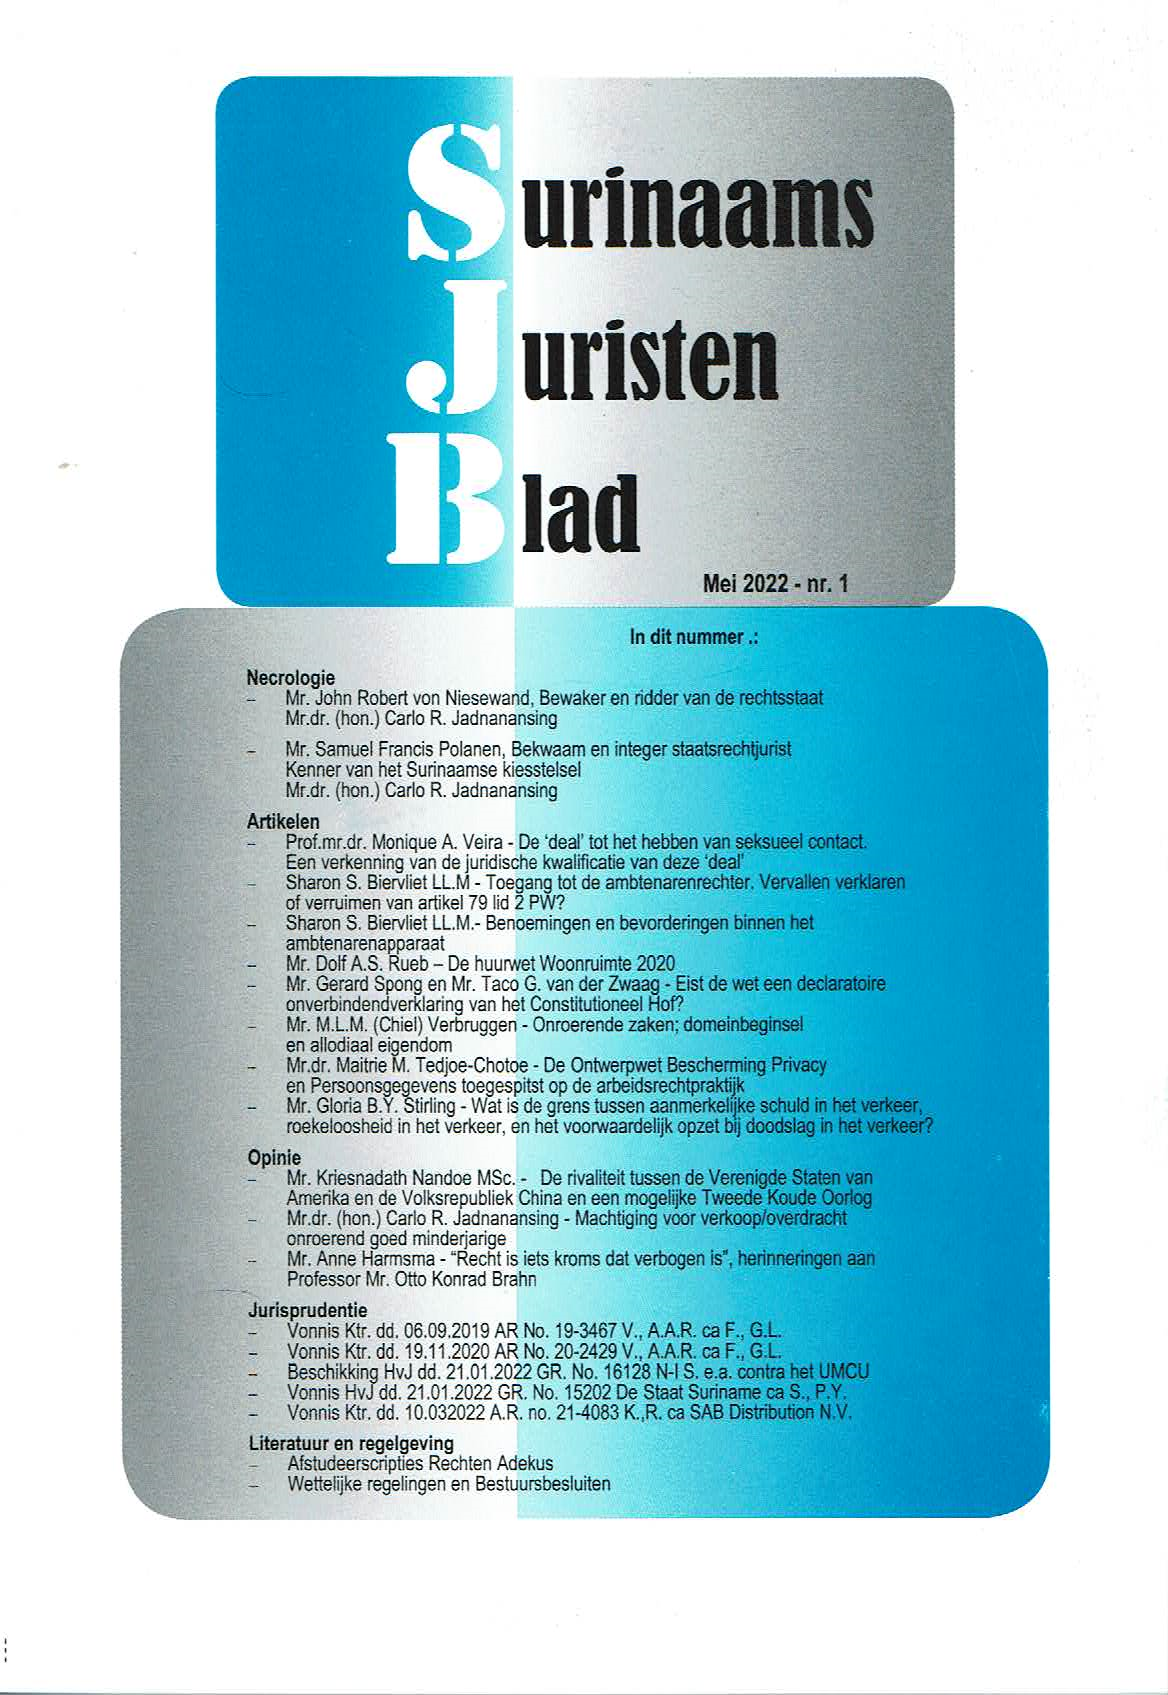 Surinaams
Juristen
Blad
Mei 2022 - nr. 1
In dit nummer .:
Necrologie
– Mr. John Robert von Niesewand, Bewaker en ridder van de rechtsstaat
Mr.dr. (hon.) Carlo R. Jadnanansing
– Mr. Samuel Francis Polanen, Bekwaam en integer staatsrechtjurist
Kenner van het Surinaamse kiesstelsel
Mr.dr. (hon.) Carlo R. Jadnanansing
Artikelen
– Prof.mr.dr. Monique A. Veira - De ‘deal’ tot het hebben van seksueel contact.
Een verkenning van de juridische kwalificatie van deze ‘deal’
– Sharon S. Biervliet LL.M - Toegang tot de ambtenarenrechter. Vervallen verklaren
of verruimen van artikel 79 lid 2 PW?
– Sharon S. Biervliet LL.M.- Benoemingen en bevorderingen binnen het
ambtenarenapparaat
– Mr. Dolf A.S. Rueb – De huurwet Woonruimte 2020
– Mr. Gerard Spong en Mr. Taco G. van der Zwaag - Eist de wet een declaratoire
onverbindendverklaring van het Constitutioneel Hof?
– Mr. M.L.M. (Chiel) Verbruggen - Onroerende zaken; domeinbeginsel
en allodiaal eigendom
– Mr.dr. Maitrie M. Tedjoe-Chotoe - De Ontwerpwet Bescherming Privacy
en Persoonsgegevens toegespitst op de arbeidsrechtpraktijk
– Mr. Gloria B.Y. Stirling - Wat is de grens tussen aanmerkelijke schuld in het verkeer,
roekeloosheid in het verkeer, en het voorwaardelijk opzet bij doodslag in het verkeer?
Opinie
– Mr. Kriesnadath Nandoe MSc. - De rivaliteit tussen de Verenigde Staten van
Amerika en de Volksrepubliek China en een mogelijke Tweede Koude Oorlog
– Mr.dr. (hon.) Carlo R. Jadnanansing - Machtiging voor verkoop/overdracht
onroerend goed minderjarige
– Mr. Anne Harmsma - “Recht is iets kroms dat verbogen is”, herinneringen aan
Professor Mr. Otto Konrad Brahn
Jurisprudentie
– Vonnis Ktr. dd. 06.09.2019 AR No. 19-3467 V., A.A.R. ca F., G.L.
– Vonnis Ktr. dd. 19.11.2020 AR No. 20-2429 V., A.A.R. ca F., G.L.
– Beschikking HvJ dd. 21.01.2022 GR. No. 16128 N-I S. e.a. contra het UMCU
– Vonnis HvJ dd. 21.01.2022 GR. No. 15202 De Staat Suriname ca S., P.Y.
– Vonnis Ktr. dd. 10.032022 A.R. no. 21-4083 K.,R. ca SAB Distribution N.V.
Literatuur en regelgeving
– Afstudeerscripties Rechten Adekus
– Wettelijke regelingen en Bestuursbesluiten